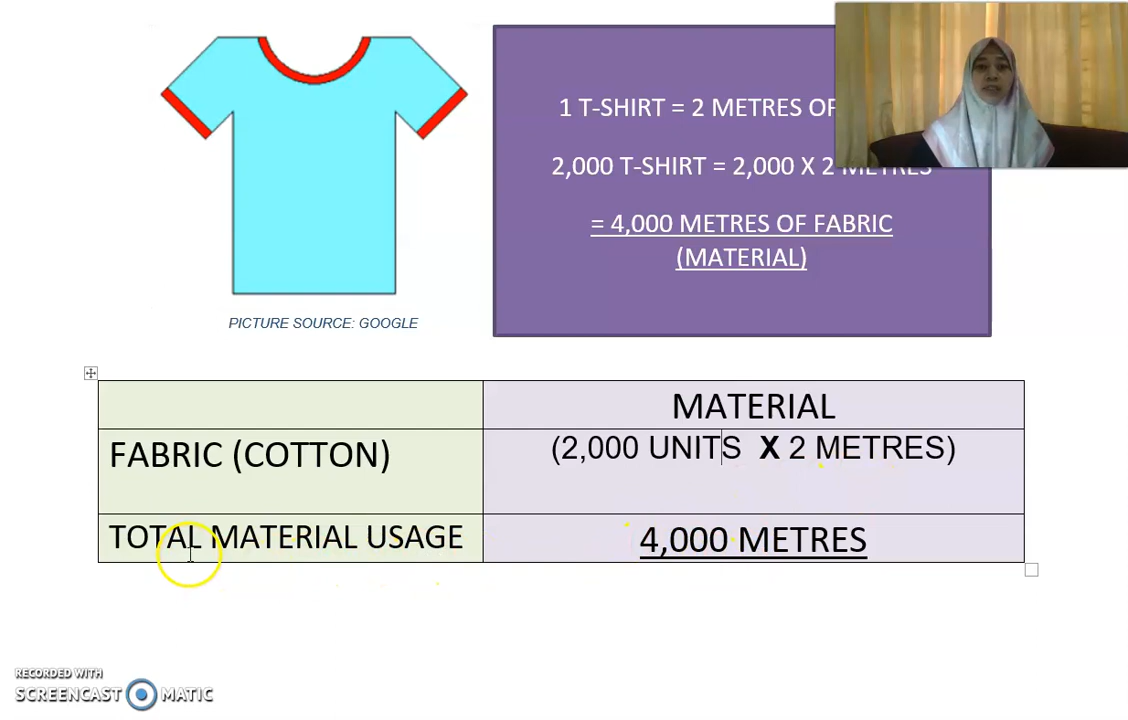 1 T-SHIRT = 2 METRES OF
2,000 T-SHIRT = 2,000 X 2 METRES
= 4,000 METRES OF FABRIC
(MATERIAL)
PICTURE SOURCE: GOOGLE
MATERIAL
FABRIC (COTTON)
(2,000 UNITS X 2 METRES)
TOTAL MATERIAL USAGE
4,000 METRES
RECORDED WITH
SCREENCAST MATIC